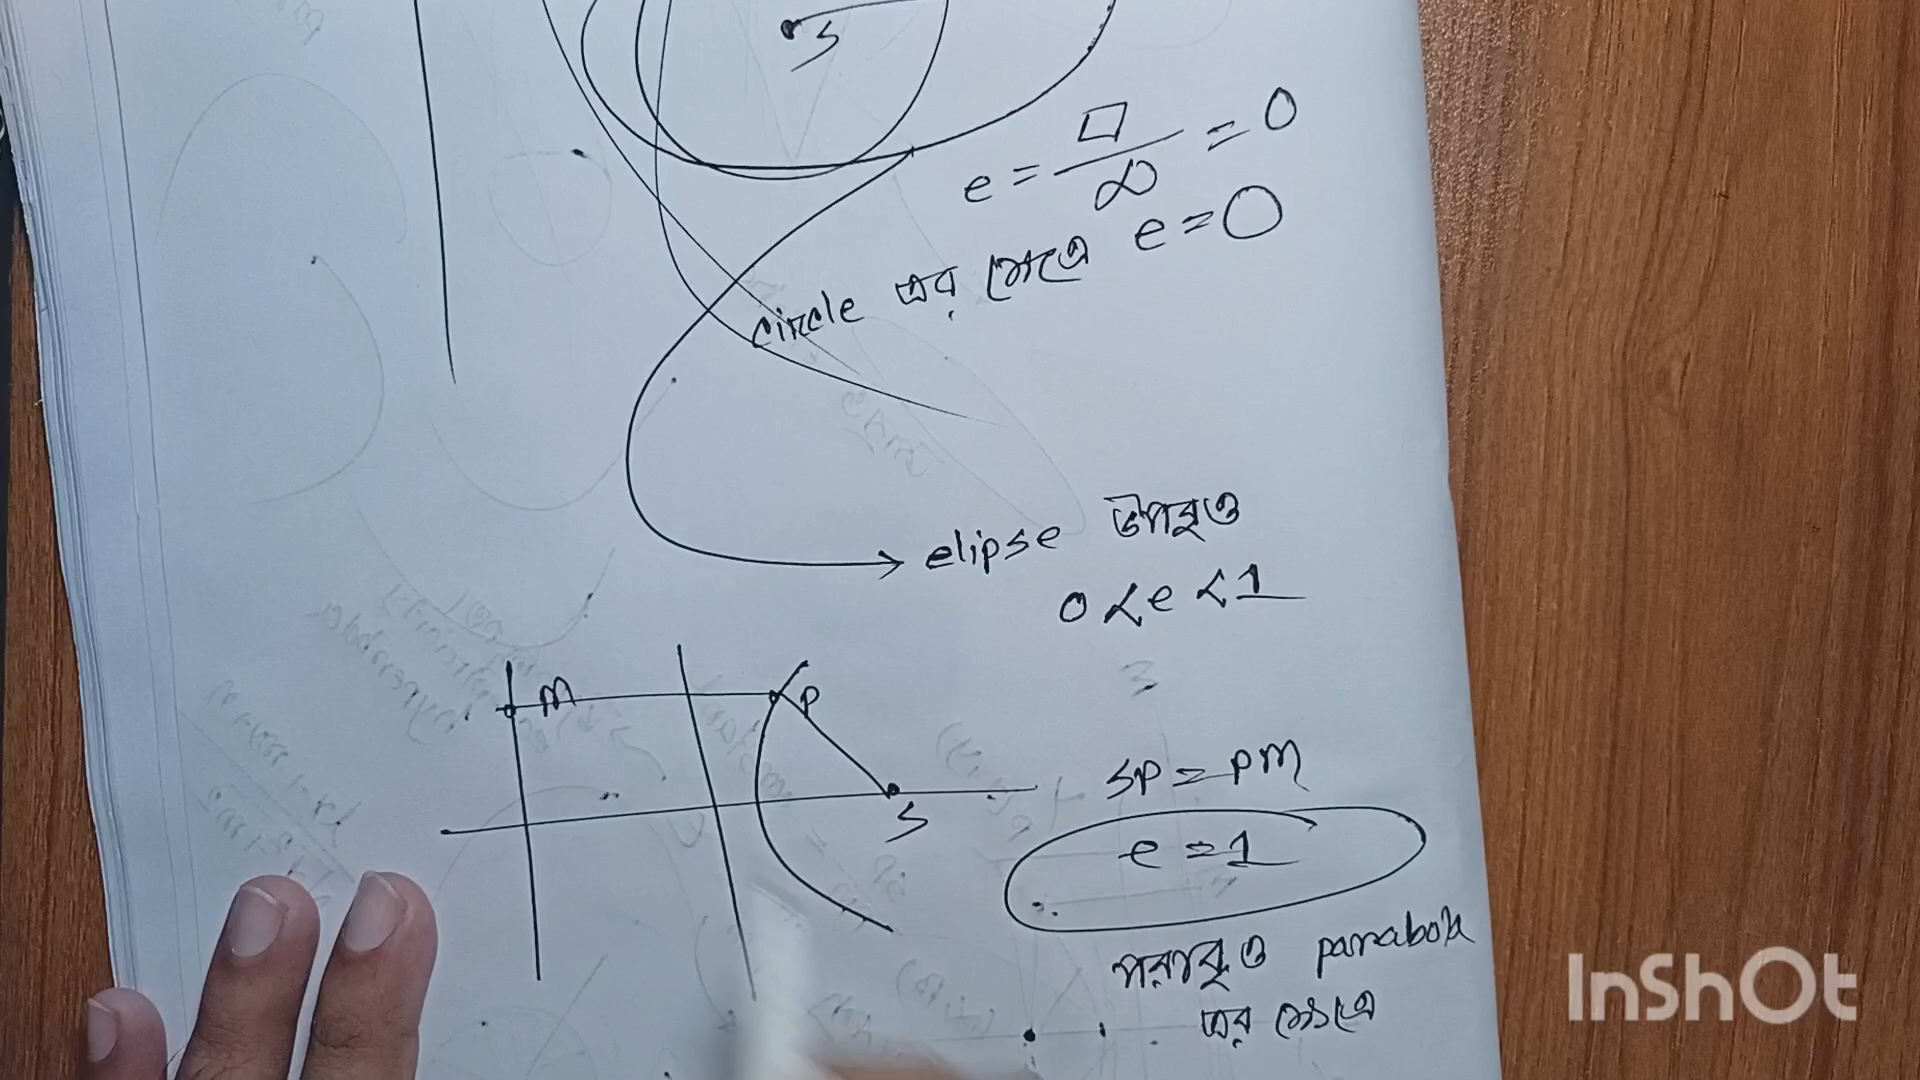 S
e = □/∞ = 0
circle এর ক্ষেত্রে e = 0
elipse উপবৃত্ত
0 < e < 1
M
P
S
SP = PM
e = 1
পরাবৃত্ত parabola
এর ক্ষেত্রে
InShOt